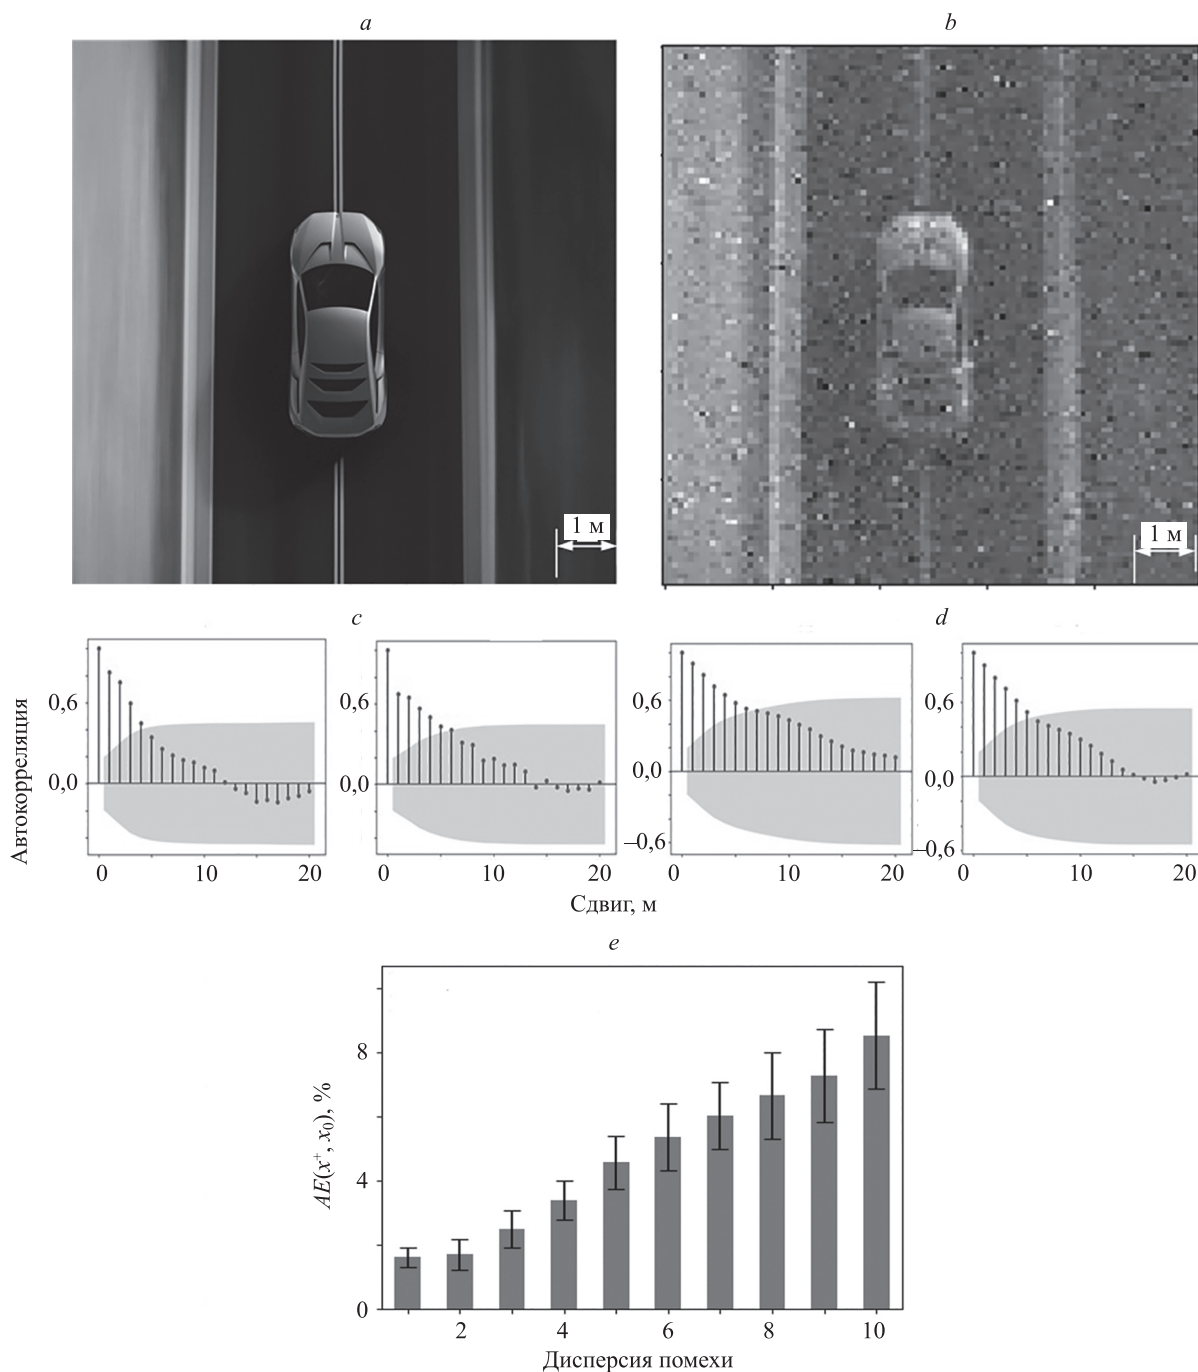 a
b
1 м
1 м
c
d
Автокорреляция
0,6
0,0
0 10 20
0,6
0,0
0 10 20
0,6
0,0
–0,6
0 10 20
0,6
0,0
–0,6
0 10 20
Сдвиг, м
e
AE(x⁺, x₀), %
8
4
0
2 4 6 8 10
Дисперсия помехи